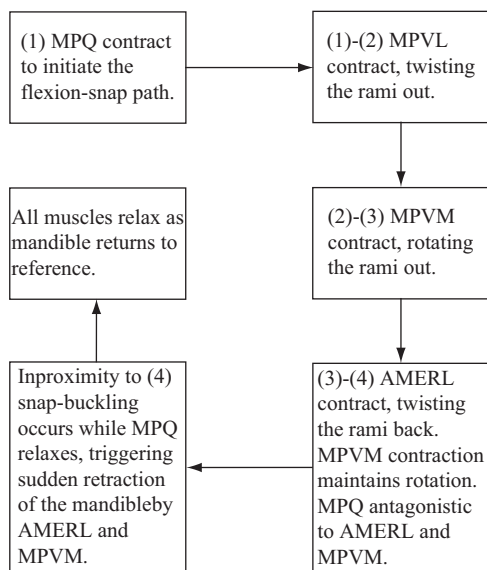 (1) MPQ contract
to initiate the
flexion-snap path.
(1)-(2) MPVL
contract, twisting
the rami out.
(2)-(3) MPVM
contract, rotating
the rami out.
(3)-(4) AMERL
contract, twisting
the rami back.
MPVM contraction
maintains rotation.
MPQ antagonistic
to AMERL and
MPVM.
Inproximity to (4)
snap-buckling
occurs while MPQ
relaxes, triggering
sudden retraction
of the mandibleby
AMERL and
MPVM.
All muscles relax as
mandible returns to
reference.